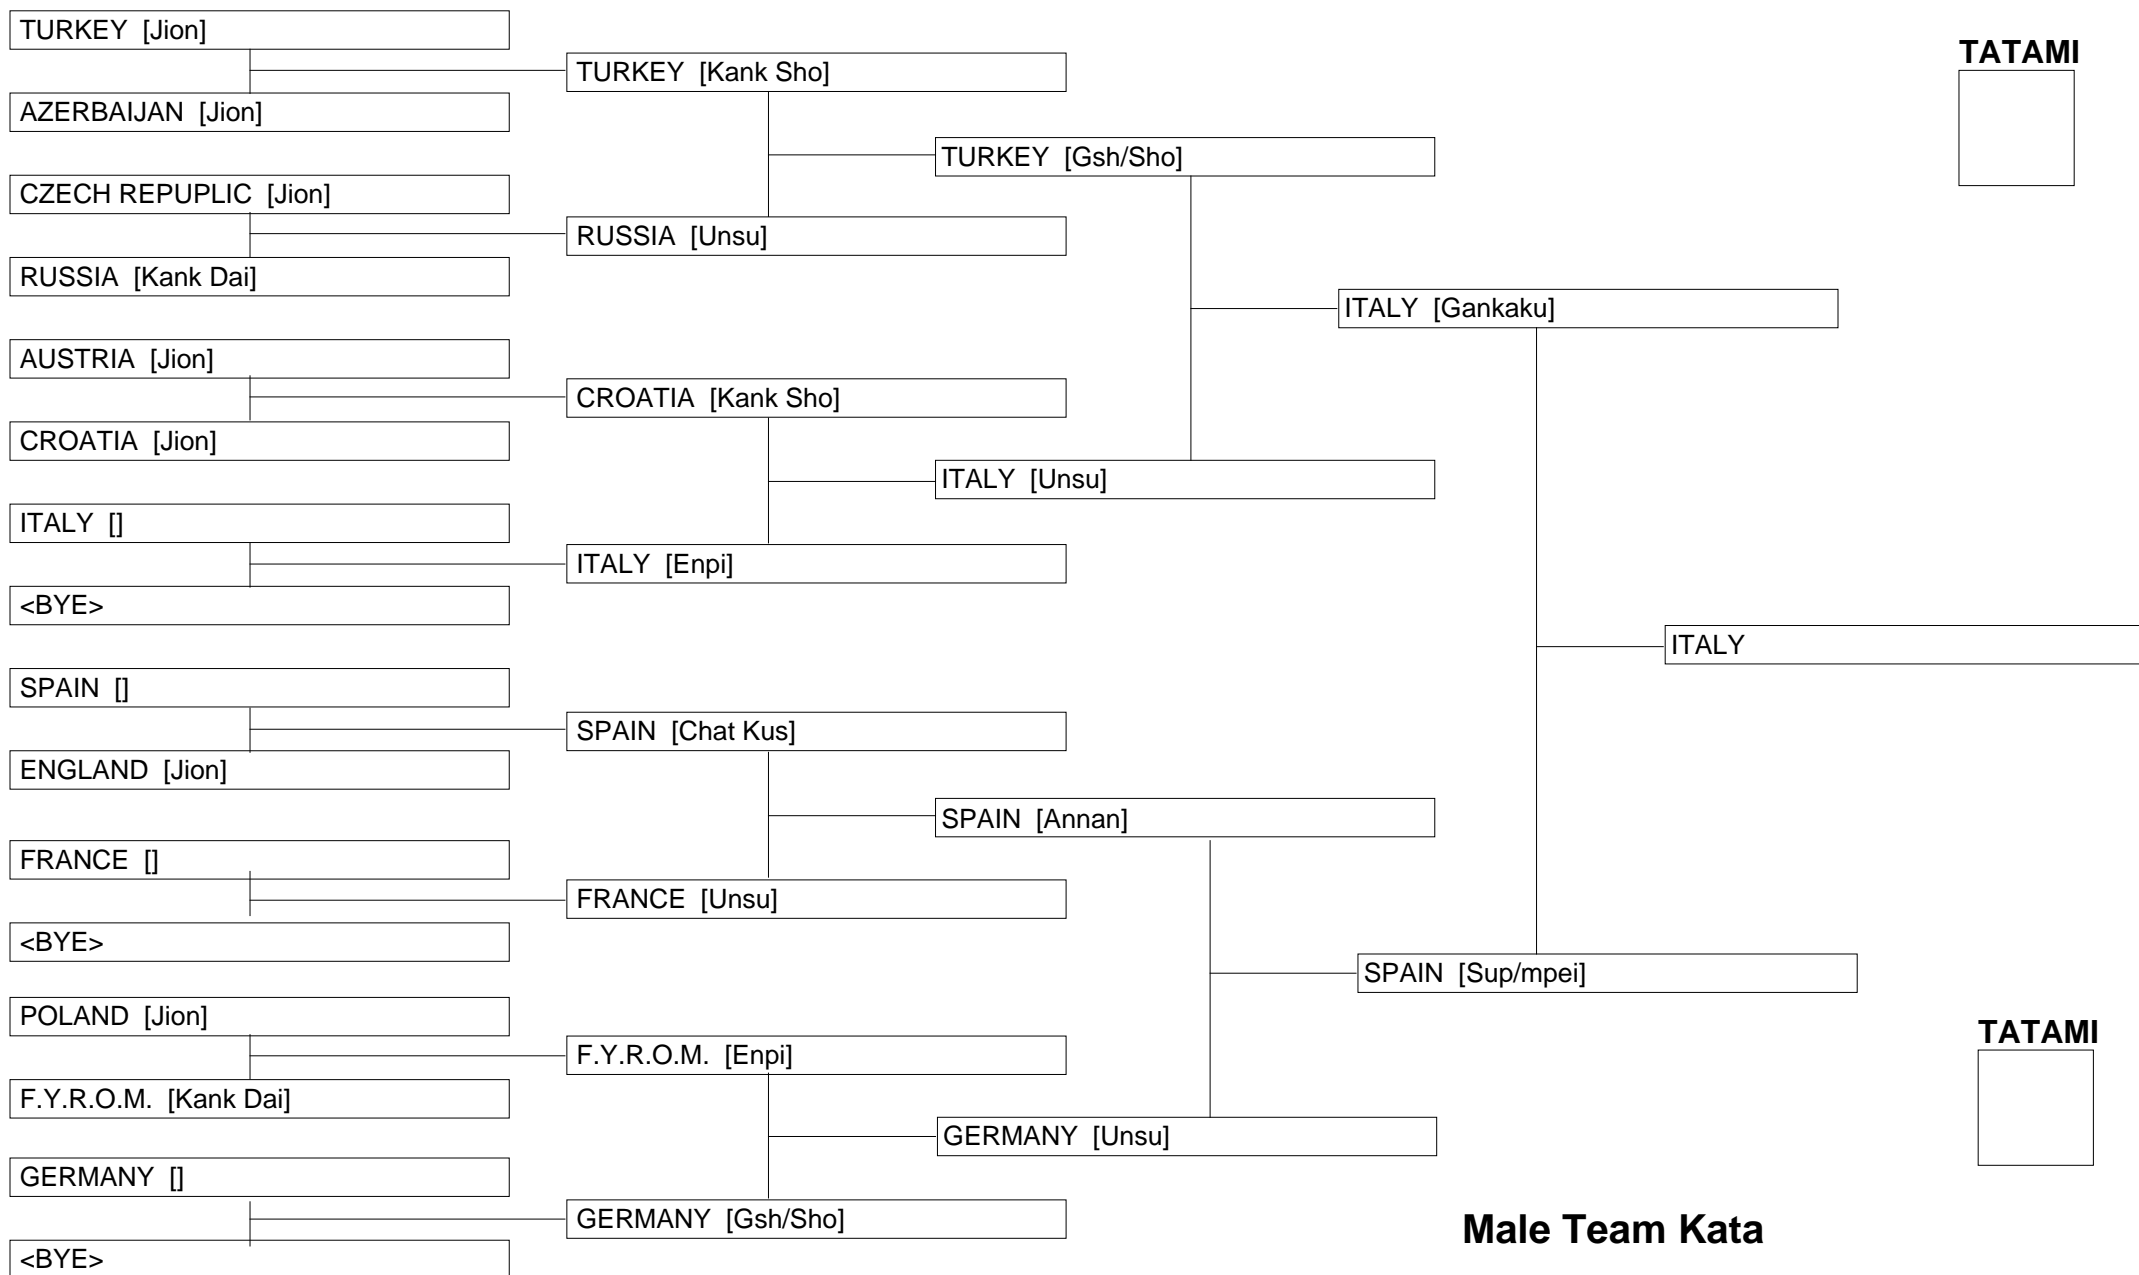 TURKEY [Jion]
AZERBAIJAN [Jion]
CZECH REPUPLIC [Jion]
RUSSIA [Kank Dai]
AUSTRIA [Jion]
CROATIA [Jion]
ITALY []
<BYE>
SPAIN []
ENGLAND [Jion]
FRANCE []
<BYE>
POLAND [Jion]
F.Y.R.O.M. [Kank Dai]
GERMANY []
<BYE>
TURKEY [Kank Sho]
RUSSIA [Unsu]
CROATIA [Kank Sho]
ITALY [Enpi]
SPAIN [Chat Kus]
FRANCE [Unsu]
F.Y.R.O.M. [Enpi]
GERMANY [Gsh/Sho]
TURKEY [Gsh/Sho]
ITALY [Unsu]
SPAIN [Annan]
GERMANY [Unsu]
ITALY [Gankaku]
SPAIN [Sup/mpei]
ITALY
TATAMI
TATAMI
Male Team Kata